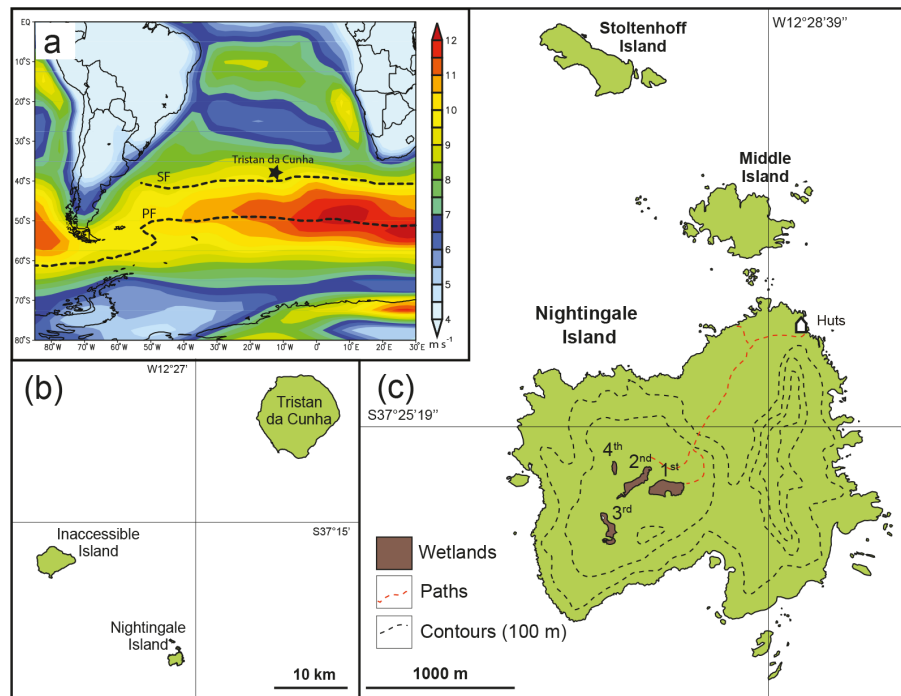 a
EQ
10°S
20°S
30°S
40°S
50°S
60°S
70°S
80°S
80°W
70°W
60°W
50°W
40°W
30°W
20°W
10°W
0°
10°E
20°E
30°E
Tristan da Cunha
SF
PF
12
11
10
9
8
7
6
5
4
m s⁻¹
(b)
W12°27'
Tristan
da Cunha
S37°15'
Inaccessible
Island
Nightingale
Island
10 km
(c)
W12°28'39''
Stoltenhoff
Island
Middle
Island
Nightingale
Island
Huts
S37°25'19''
4th
2nd
1st
3rd
Wetlands
Paths
Contours (100 m)
1000 m